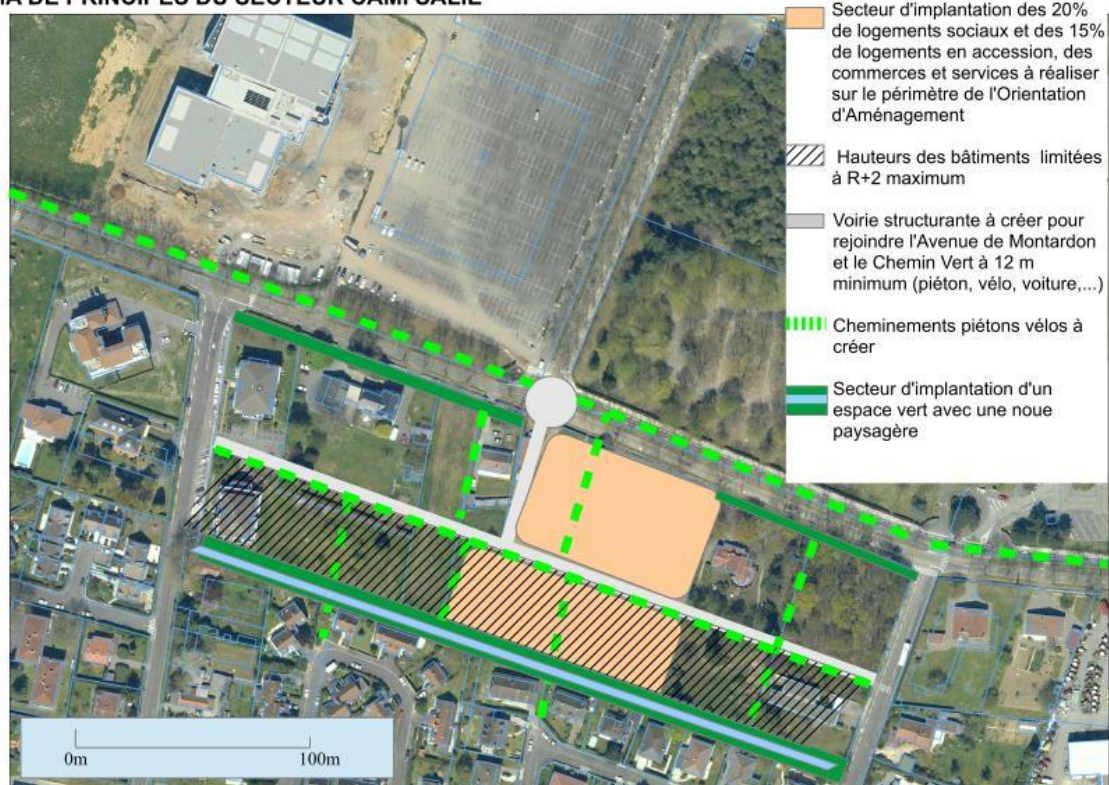 Secteur d'implantation des 20%
de logements sociaux et des 15%
de logements en accession, des
commerces et services à réaliser
sur le périmètre de l'Orientation
d'Aménagement
Hauteurs des bâtiments limitées
à R+2 maximum
Voirie structurante à créer pour
rejoindre l'Avenue de Montardon
et le Chemin Vert à 12 m
minimum (piéton, vélo, voiture,...)
Cheminements piétons vélos à
créer
Secteur d'implantation d'un
espace vert avec une noue
paysagère
0m 100m